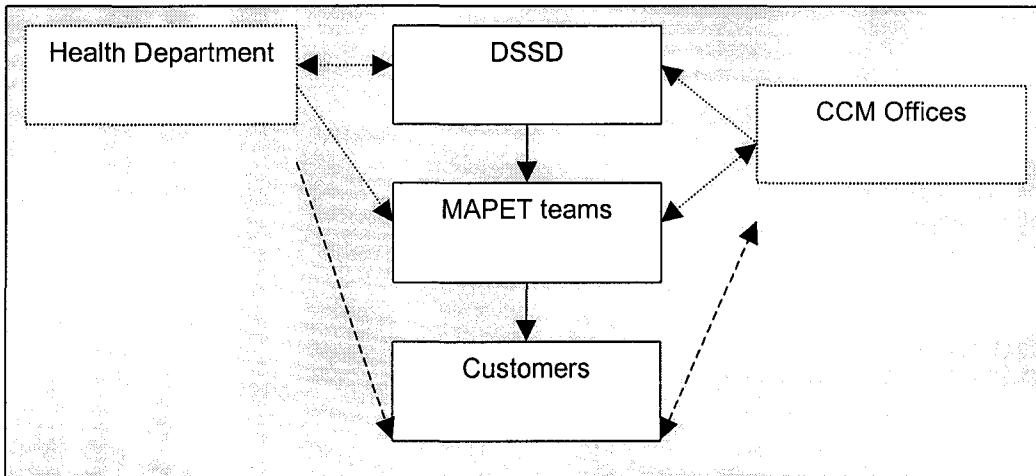 Health Department
DSSD
CCM Offices
MAPET teams
Customers